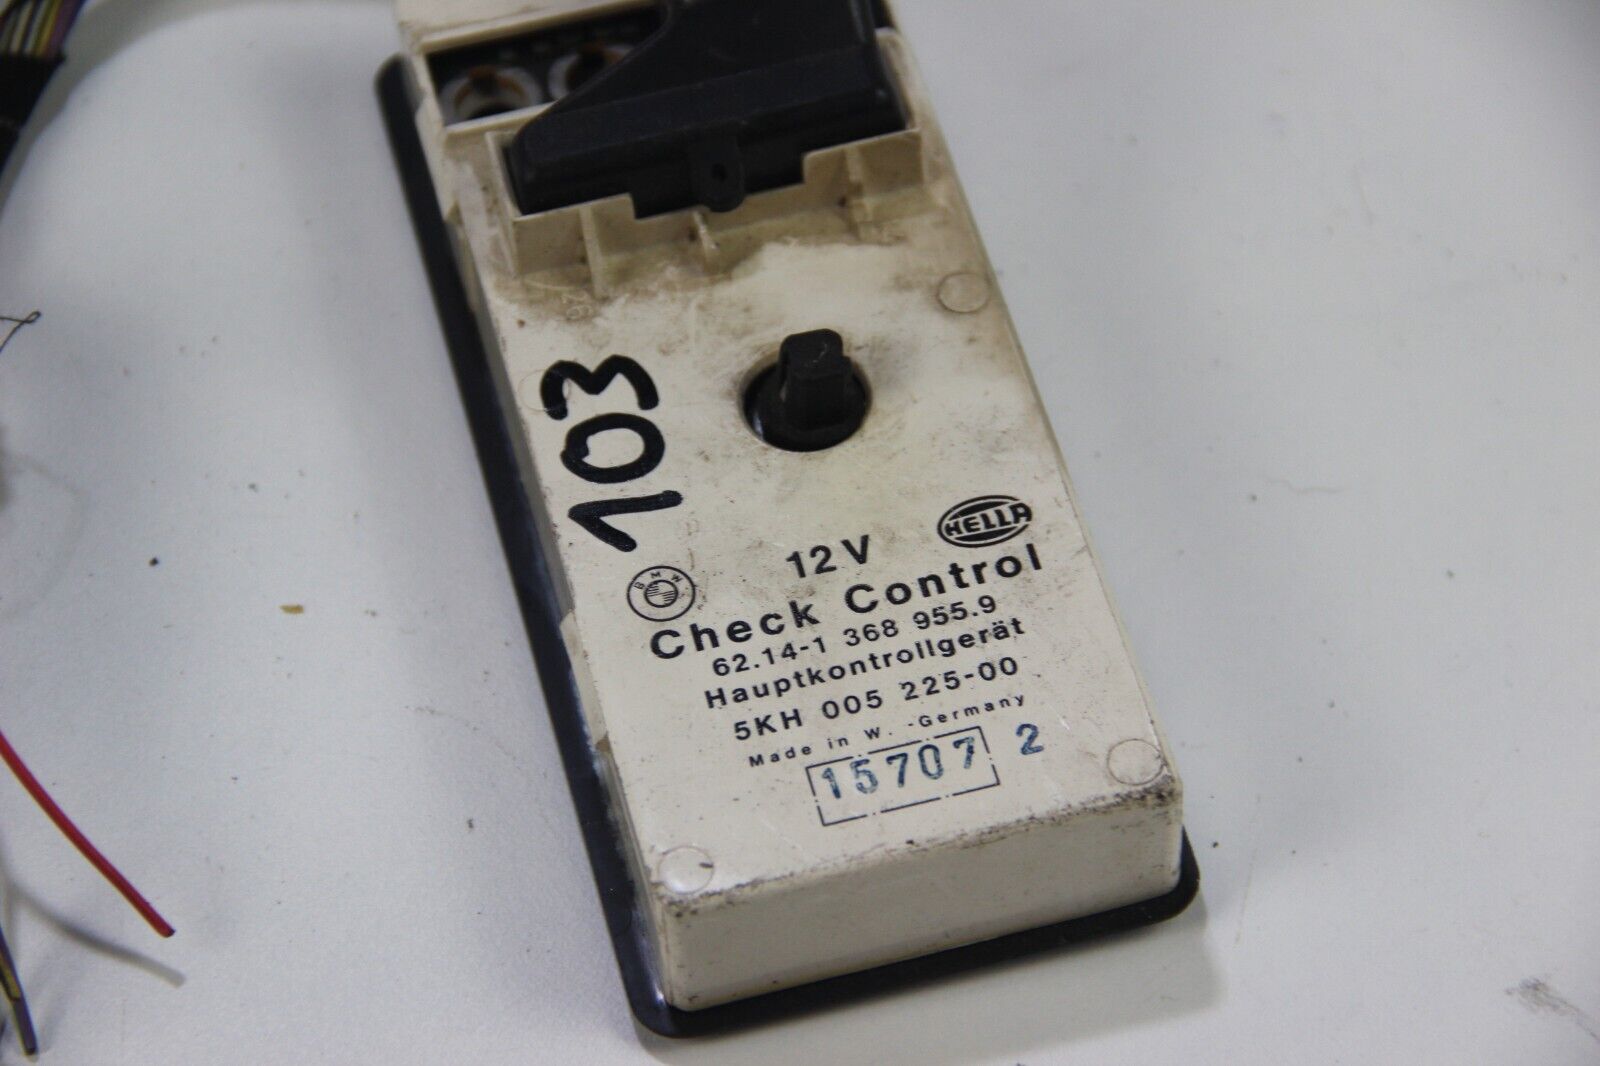 103
12V
HELLA
BMW
Check Control
62.14-1 368 955.9
Hauptkontrollgerät
5KH 005 225-00
Made in W. -Germany
15707 2